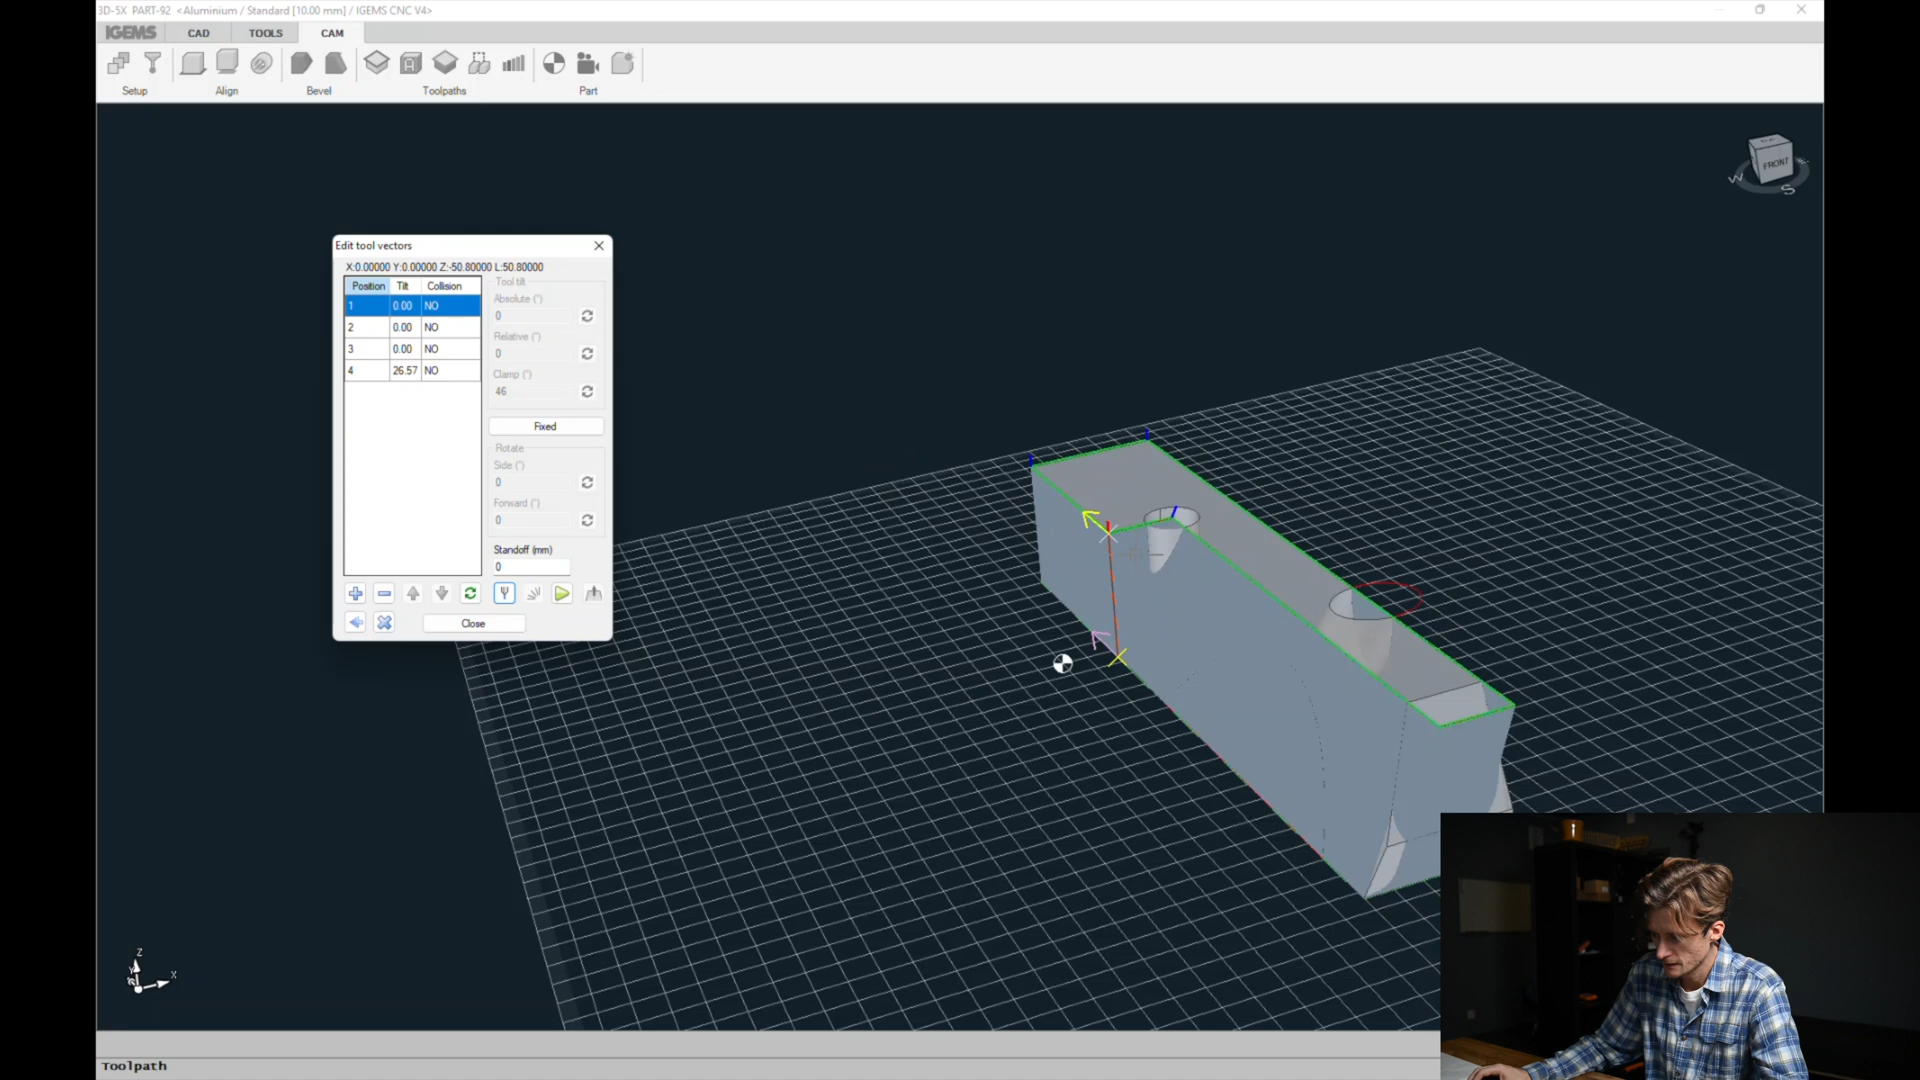 3D-5X PART-92 <Aluminium / Standard [10.00 mm] / IGEMS CNC V4>
IGEMS CAD TOOLS CAM
Setup Align Bevel Toolpaths Part
FRONT
W
S
Edit tool vectors
X:0.00000 Y:0.00000 Z:-50.80000 L:50.80000
Position Tilt Collision
1 0.00 NO
2 0.00 NO
3 0.00 NO
4 26.57 NO
Tool tilt
Absolute (°)
0
Relative (°)
0
Clamp (°)
46
Fixed
Rotate
Side (°)
0
Forward (°)
0
Standoff (mm)
0
Close
Z
Y
X
Toolpath